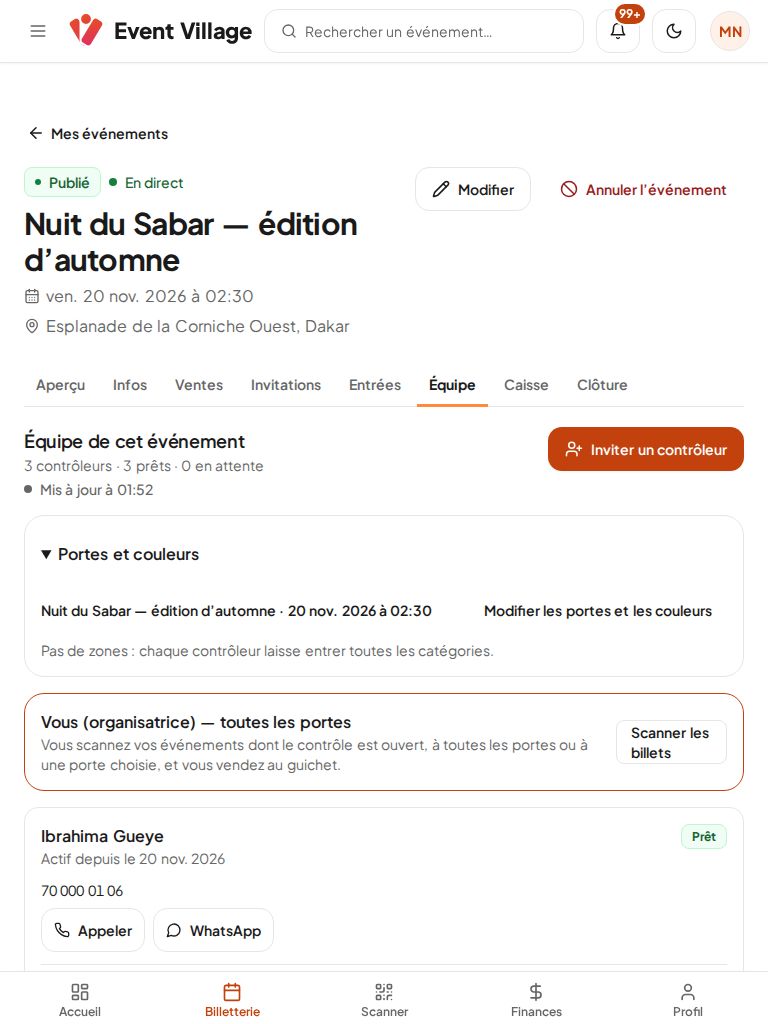 Event Village
Rechercher un événement…
99+
MN
Mes événements
Publié
En direct
Modifier
Annuler l’événement
Nuit du Sabar — édition
d’automne
ven. 20 nov. 2026 à 02:30
Esplanade de la Corniche Ouest, Dakar
Aperçu Infos Ventes Invitations Entrées Équipe Caisse Clôture
Équipe de cet événement
3 contrôleurs · 3 prêts · 0 en attente
Mis à jour à 01:52
Inviter un contrôleur
Portes et couleurs
Nuit du Sabar — édition d’automne · 20 nov. 2026 à 02:30
Modifier les portes et les couleurs
Pas de zones : chaque contrôleur laisse entrer toutes les catégories.
Vous (organisatrice) — toutes les portes
Vous scannez vos événements dont le contrôle est ouvert, à toutes les portes ou à
une porte choisie, et vous vendez au guichet.
Scanner les
billets
Ibrahima Gueye
Prêt
Actif depuis le 20 nov. 2026
70 000 01 06
Appeler
WhatsApp
Accueil Billetterie Scanner Finances Profil